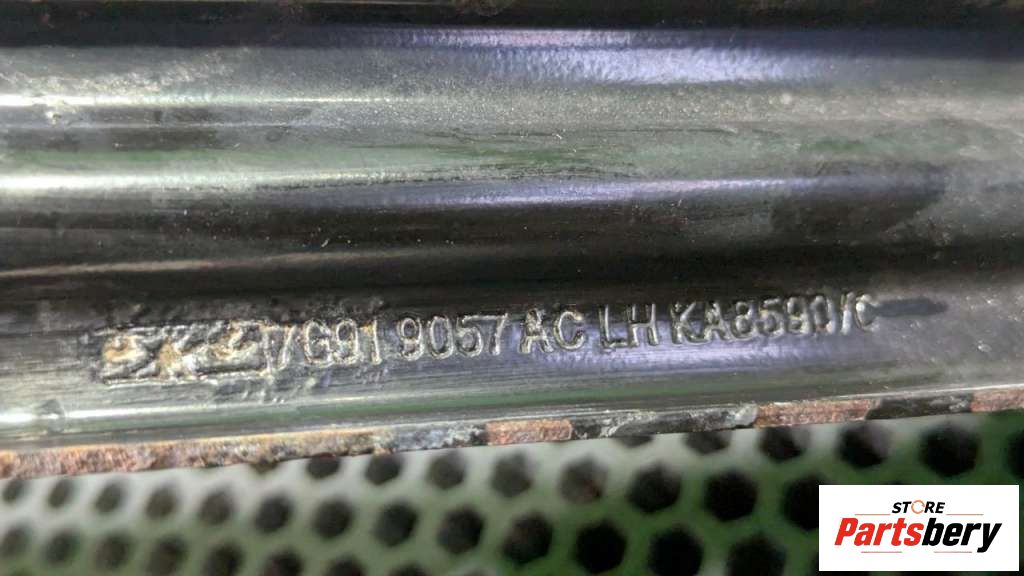 7G91 9057 AC LH KA8590/C
STORE
Partsbery